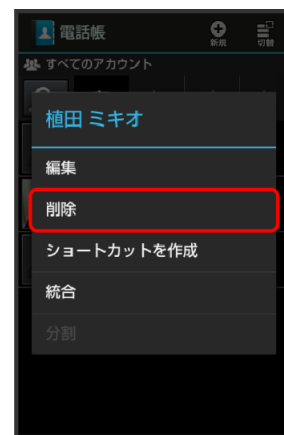 電話帳
新規
切替
すべてのアカウント
植田 ミキオ
編集
削除
ショートカットを作成
統合
分割